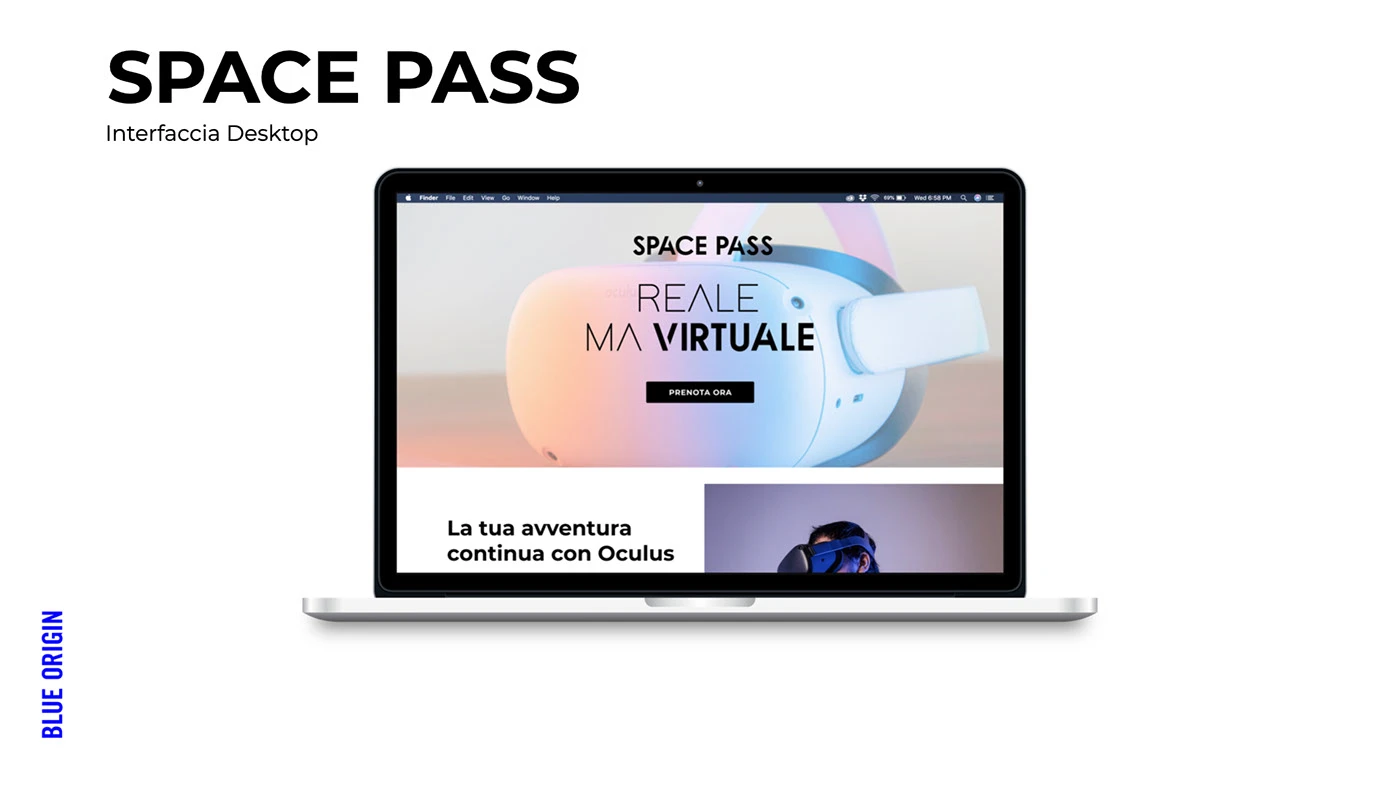 SPACE PASS
Interfaccia Desktop
Finder File Edit View Go Window Help 69% Wed 6:58 PM
SPACE PASS
REALE
MA VIRTUALE
PRENOTA ORA
La tua avventura
continua con Oculus
BLUE ORIGIN